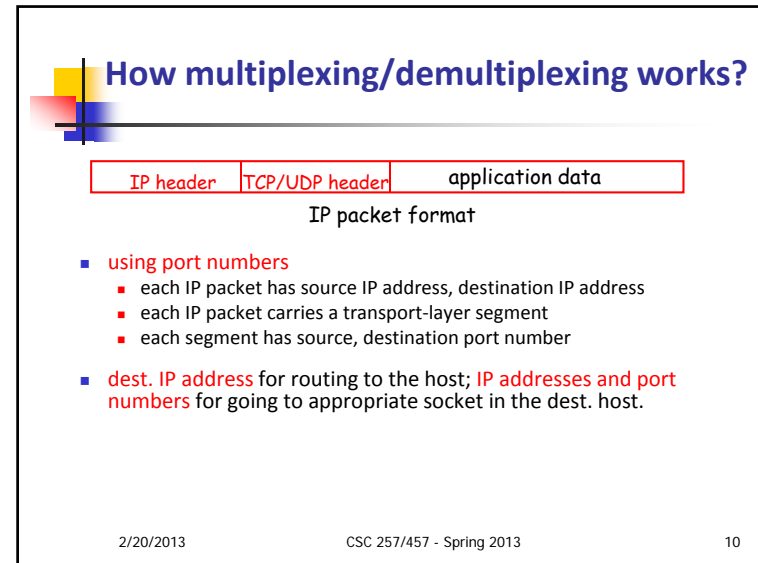 How multiplexing/demultiplexing works?
IP header TCP/UDP header application data
IP packet format
using port numbers
each IP packet has source IP address, destination IP address
each IP packet carries a transport-layer segment
each segment has source, destination port number
dest. IP address for routing to the host; IP addresses and port
numbers for going to appropriate socket in the dest. host.
2/20/2013 CSC 257/457 - Spring 2013 10